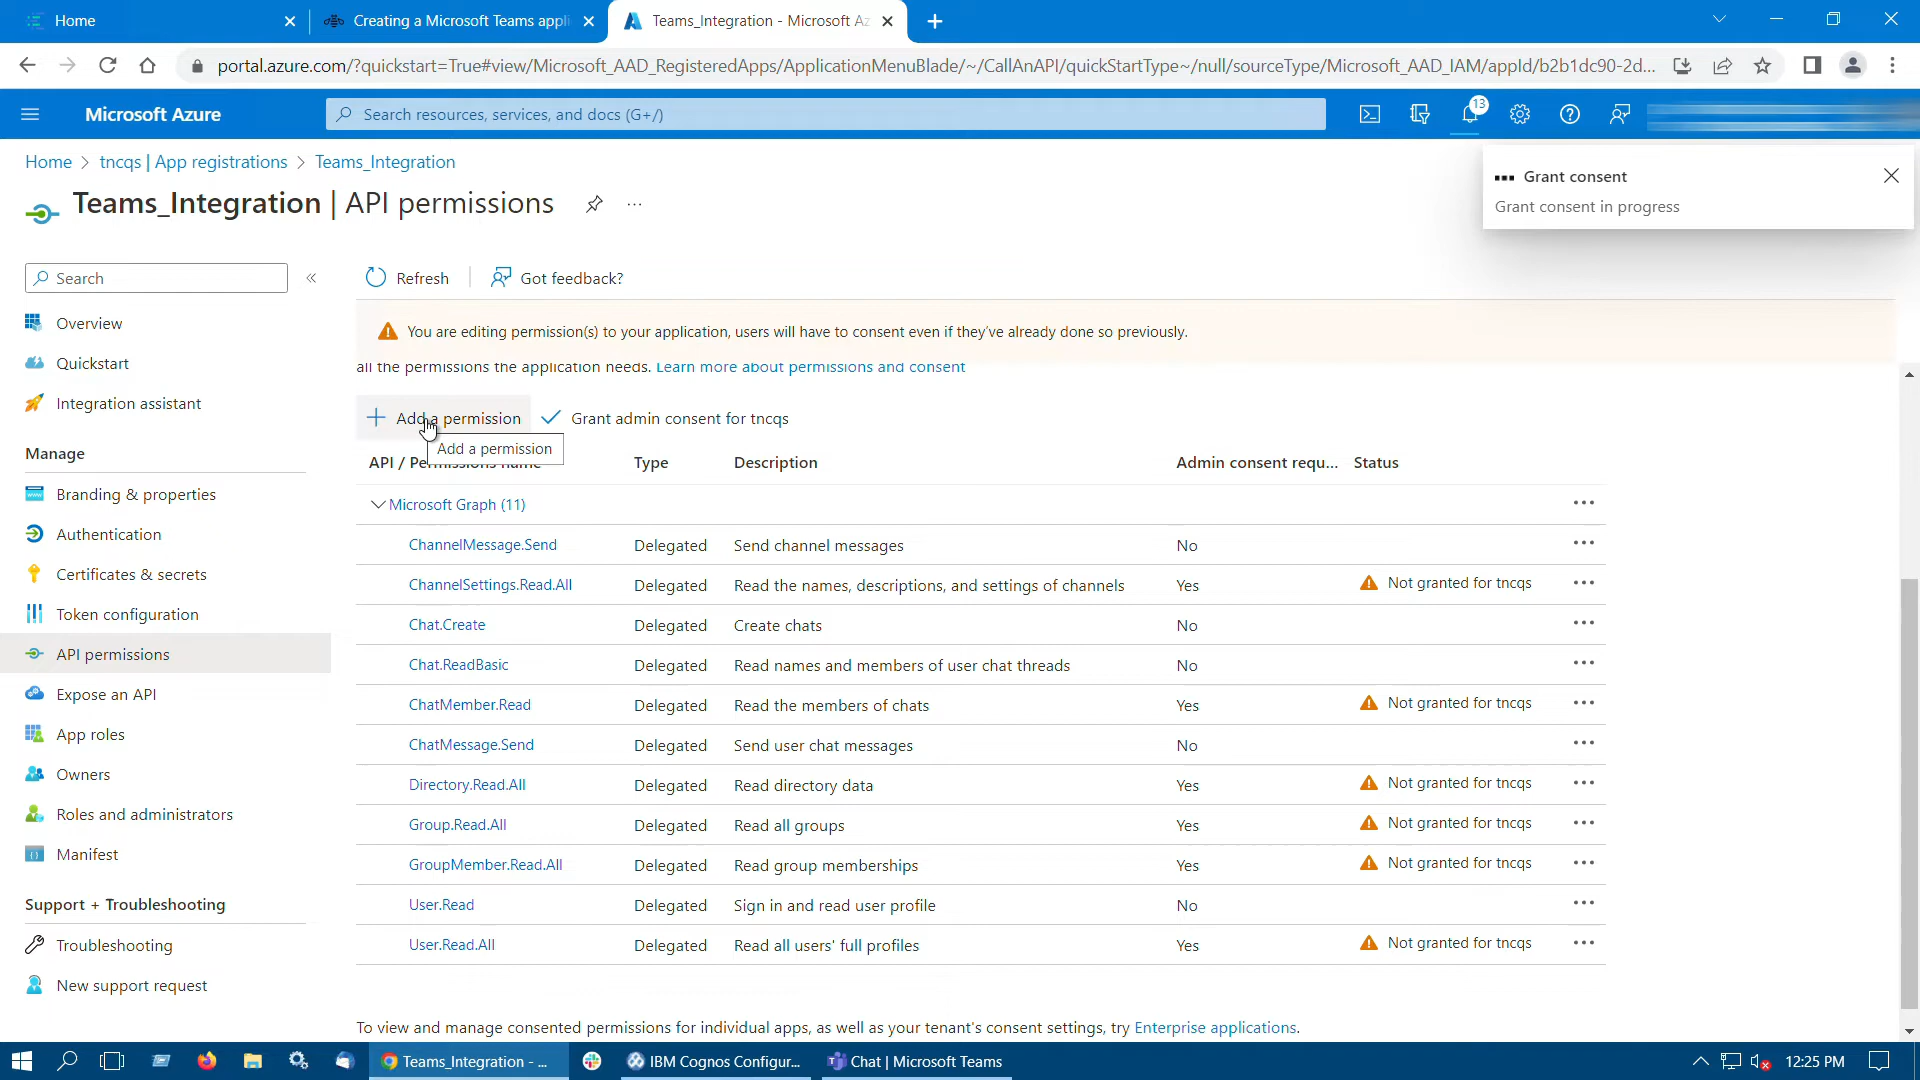 Home
Creating a Microsoft Teams appli
Teams_Integration - Microsoft Az
portal.azure.com/?quickstart=True#view/Microsoft_AAD_RegisteredApps/ApplicationMenuBlade/~/CallAnAPI/quickStartType~/null/sourceType/Microsoft_AAD_IAM/appId/b2b1dc90-2d...
Microsoft Azure
Search resources, services, and docs (G+/)
13
Home > tncqs | App registrations > Teams_Integration
Teams_Integration | API permissions
Grant consent
Grant consent in progress
Search
Refresh
Got feedback?
Overview
Quickstart
Integration assistant
Manage
Branding & properties
Authentication
Certificates & secrets
Token configuration
API permissions
Expose an API
App roles
Owners
Roles and administrators
Manifest
Support + Troubleshooting
Troubleshooting
New support request
You are editing permission(s) to your application, users will have to consent even if they've already done so previously.
all the permissions the application needs. Learn more about permissions and consent
Add a permission
Grant admin consent for tncqs
Add a permission
API / Permissions name Type Description Admin consent requ... Status
Microsoft Graph (11)
ChannelMessage.Send Delegated Send channel messages No
ChannelSettings.Read.All Delegated Read the names, descriptions, and settings of channels Yes Not granted for tncqs
Chat.Create Delegated Create chats No
Chat.ReadBasic Delegated Read names and members of user chat threads No
ChatMember.Read Delegated Read the members of chats Yes Not granted for tncqs
ChatMessage.Send Delegated Send user chat messages No
Directory.Read.All Delegated Read directory data Yes Not granted for tncqs
Group.Read.All Delegated Read all groups Yes Not granted for tncqs
GroupMember.Read.All Delegated Read group memberships Yes Not granted for tncqs
User.Read Delegated Sign in and read user profile No
User.Read.All Delegated Read all users' full profiles Yes Not granted for tncqs
To view and manage consented permissions for individual apps, as well as your tenant's consent settings, try Enterprise applications.
Teams_Integration - ...
IBM Cognos Configur...
Chat | Microsoft Teams
12:25 PM